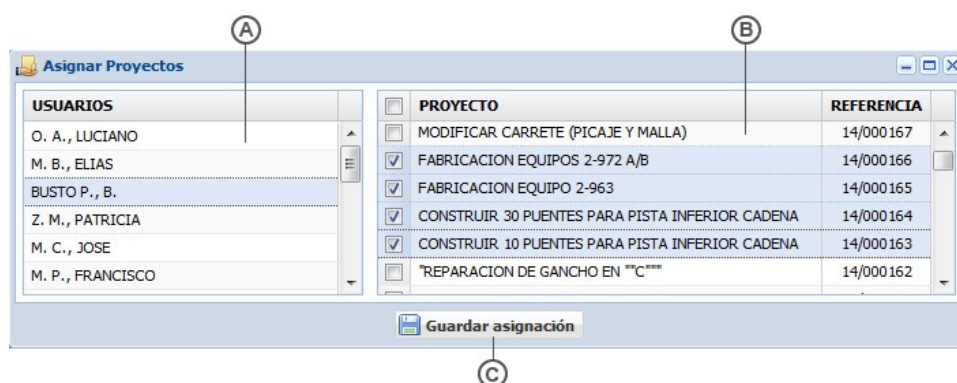 A B
Asignar Proyectos
USUARIOS PROYECTO REFERENCIA
O. A., LUCIANO MODIFICAR CARRETE (PICAJE Y MALLA) 14/000167
M. B., ELIAS FABRICACION EQUIPOS 2-972 A/B 14/000166
BUSTO P., B. FABRICACION EQUIPO 2-963 14/000165
Z. M., PATRICIA CONSTRUIR 30 PUENTES PARA PISTA INFERIOR CADENA 14/000164
M. C., JOSE CONSTRUIR 10 PUENTES PARA PISTA INFERIOR CADENA 14/000163
M. P., FRANCISCO "REPARACION DE GANCHO EN ""C""" 14/000162
Guardar asignación
C